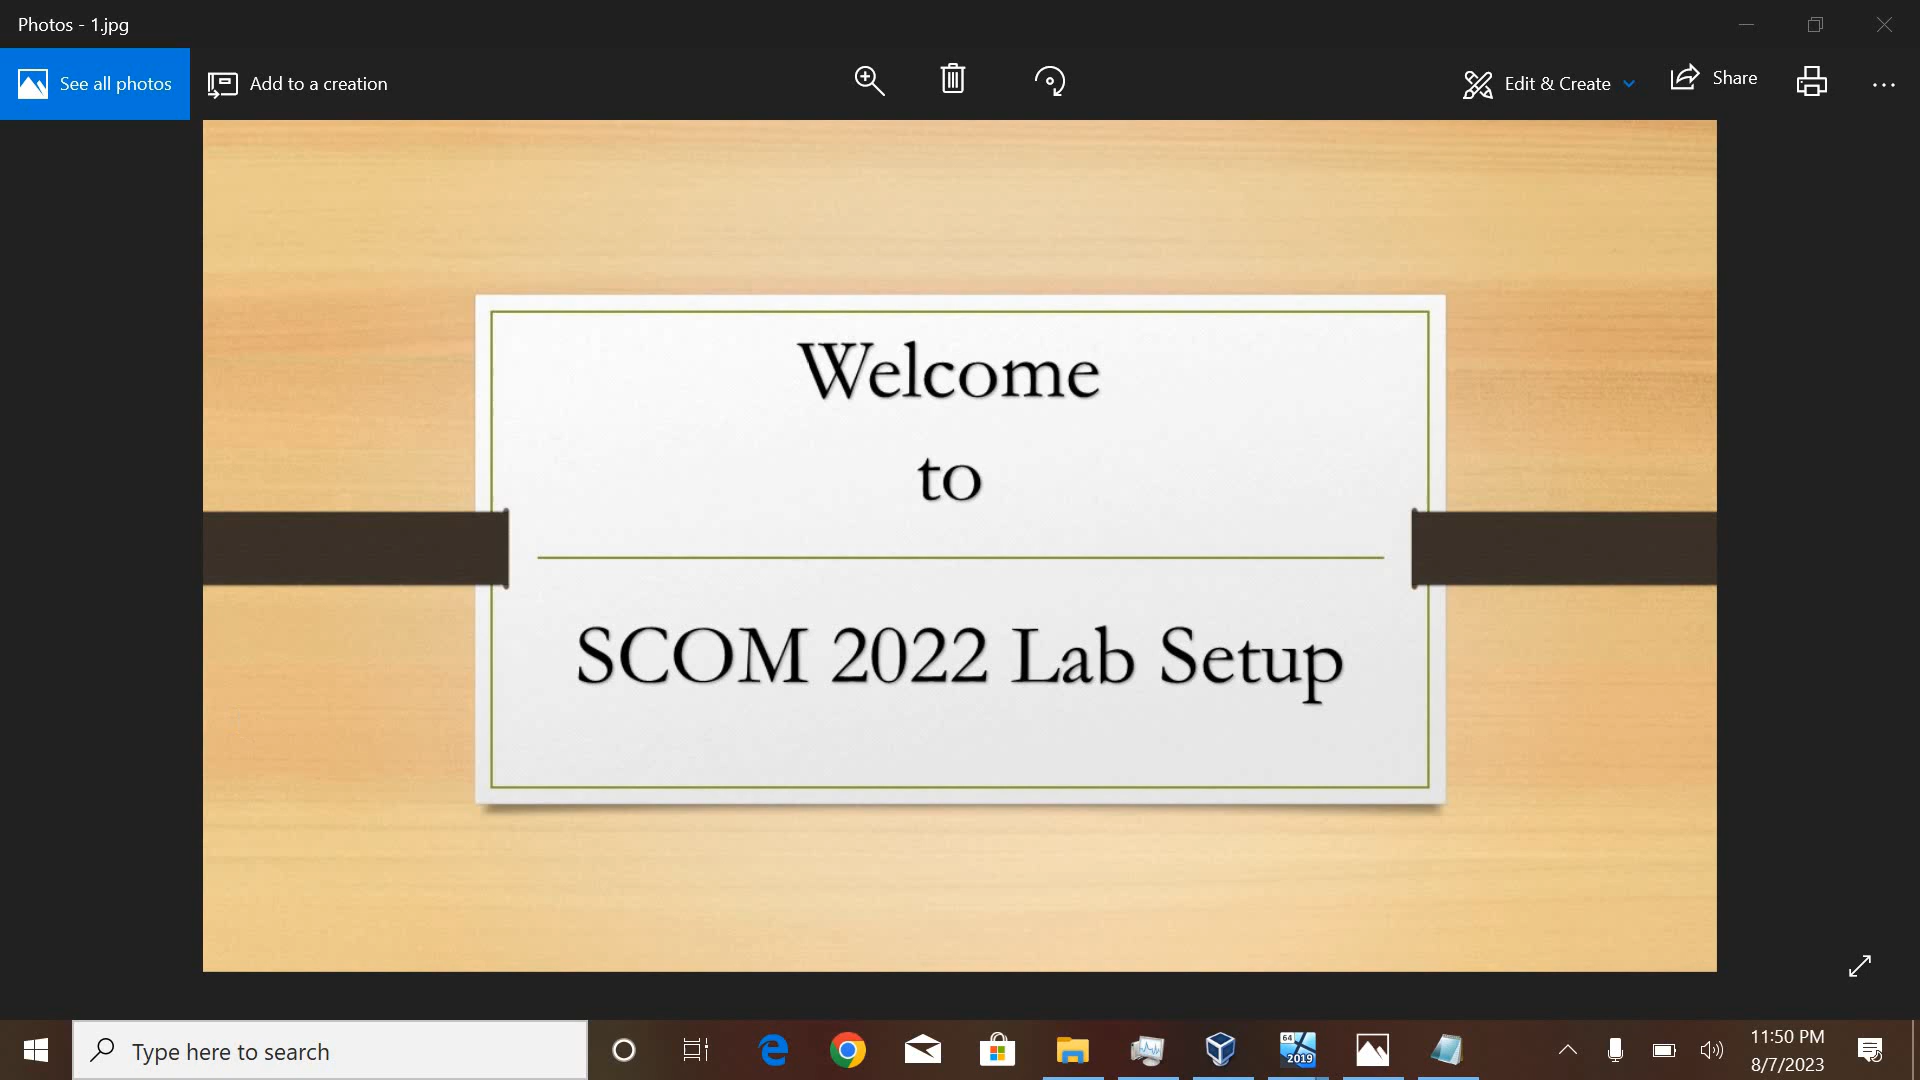 Photos - 1.jpg
See all photos
Add to a creation
Edit & Create
Share
Welcome
to
SCOM 2022 Lab Setup
Type here to search
64
2019
11:50 PM
8/7/2023